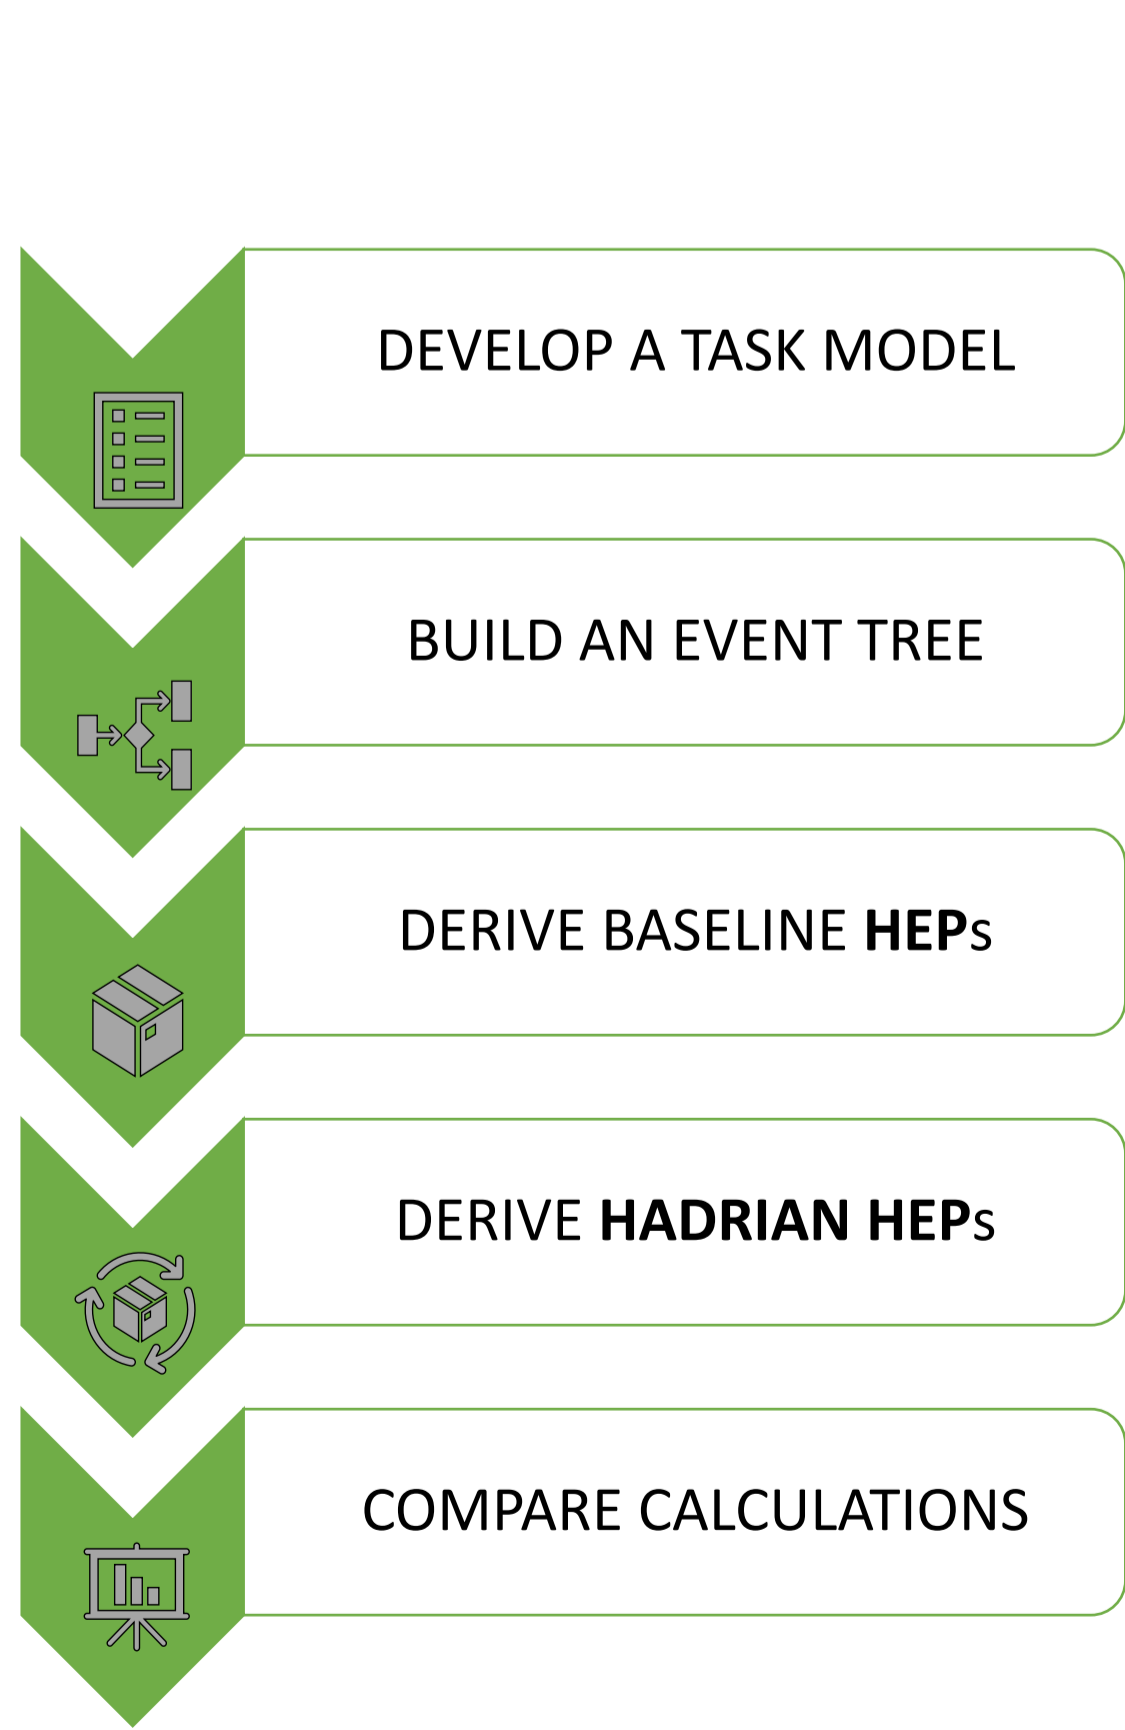 DEVELOP A TASK MODEL
BUILD AN EVENT TREE
DERIVE BASELINE HEPs
DERIVE HADRIAN HEPs
COMPARE CALCULATIONS